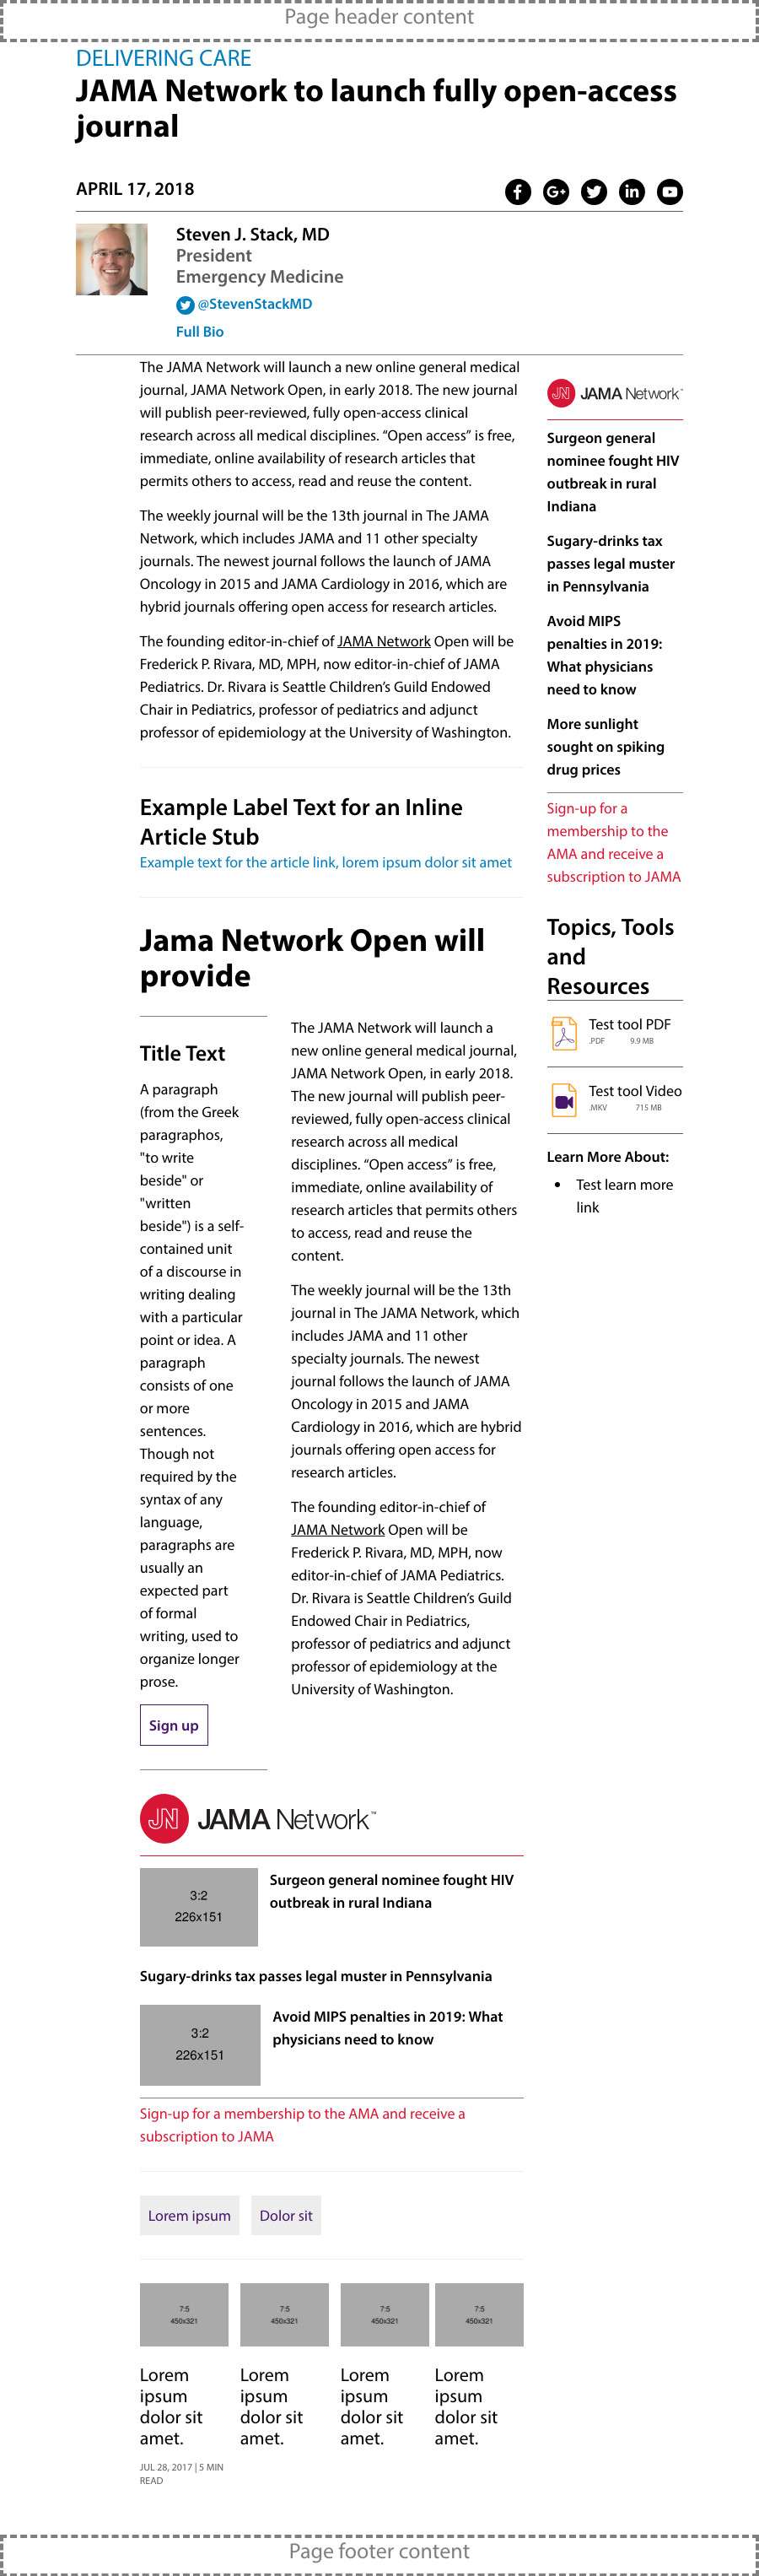 Page header content
DELIVERING CARE
JAMA Network to launch fully open-access
journal
APRIL 17, 2018
Steven J. Stack, MD
President
Emergency Medicine
@StevenStackMD
Full Bio
The JAMA Network will launch a new online general medical
journal, JAMA Network Open, in early 2018. The new journal
will publish peer-reviewed, fully open-access clinical
research across all medical disciplines. “Open access” is free,
immediate, online availability of research articles that
permits others to access, read and reuse the content.
The weekly journal will be the 13th journal in The JAMA
Network, which includes JAMA and 11 other specialty
journals. The newest journal follows the launch of JAMA
Oncology in 2015 and JAMA Cardiology in 2016, which are
hybrid journals offering open access for research articles.
The founding editor-in-chief of JAMA Network Open will be
Frederick P. Rivara, MD, MPH, now editor-in-chief of JAMA
Pediatrics. Dr. Rivara is Seattle Children’s Guild Endowed
Chair in Pediatrics, professor of pediatrics and adjunct
professor of epidemiology at the University of Washington.
Example Label Text for an Inline
Article Stub
Example text for the article link, lorem ipsum dolor sit amet
Jama Network Open will
provide
Title Text
A paragraph
(from the Greek
paragraphos,
"to write
beside" or
"written
beside") is a self-
contained unit
of a discourse in
writing dealing
with a particular
point or idea. A
paragraph
consists of one
or more
sentences.
Though not
required by the
syntax of any
language,
paragraphs are
usually an
expected part
of formal
writing, used to
organize longer
prose.
Sign up
The JAMA Network will launch a
new online general medical journal,
JAMA Network Open, in early 2018.
The new journal will publish peer-
reviewed, fully open-access clinical
research across all medical
disciplines. “Open access” is free,
immediate, online availability of
research articles that permits others
to access, read and reuse the
content.
The weekly journal will be the 13th
journal in The JAMA Network, which
includes JAMA and 11 other
specialty journals. The newest
journal follows the launch of JAMA
Oncology in 2015 and JAMA
Cardiology in 2016, which are hybrid
journals offering open access for
research articles.
The founding editor-in-chief of
JAMA Network Open will be
Frederick P. Rivara, MD, MPH, now
editor-in-chief of JAMA Pediatrics.
Dr. Rivara is Seattle Children’s Guild
Endowed Chair in Pediatrics,
professor of pediatrics and adjunct
professor of epidemiology at the
University of Washington.
JN JAMA Network™
3:2
226x151
Surgeon general nominee fought HIV
outbreak in rural Indiana
Sugary-drinks tax passes legal muster in Pennsylvania
3:2
226x151
Avoid MIPS penalties in 2019: What
physicians need to know
Sign-up for a membership to the AMA and receive a
subscription to JAMA
Lorem ipsum
Dolor sit
7:5
450x321
Lorem
ipsum
dolor sit
amet.
JUL 28, 2017 | 5 MIN
READ
7:5
450x321
Lorem
ipsum
dolor sit
amet.
7:5
450x321
Lorem
ipsum
dolor sit
amet.
7:5
450x321
Lorem
ipsum
dolor sit
amet.
JN JAMA Network™
Surgeon general
nominee fought HIV
outbreak in rural
Indiana
Sugary-drinks tax
passes legal muster
in Pennsylvania
Avoid MIPS
penalties in 2019:
What physicians
need to know
More sunlight
sought on spiking
drug prices
Sign-up for a
membership to the
AMA and receive a
subscription to JAMA
Topics, Tools
and
Resources
Test tool PDF
.PDF 9.9 MB
Test tool Video
.MKV 715 MB
Learn More About:
• Test learn more
link
Page footer content